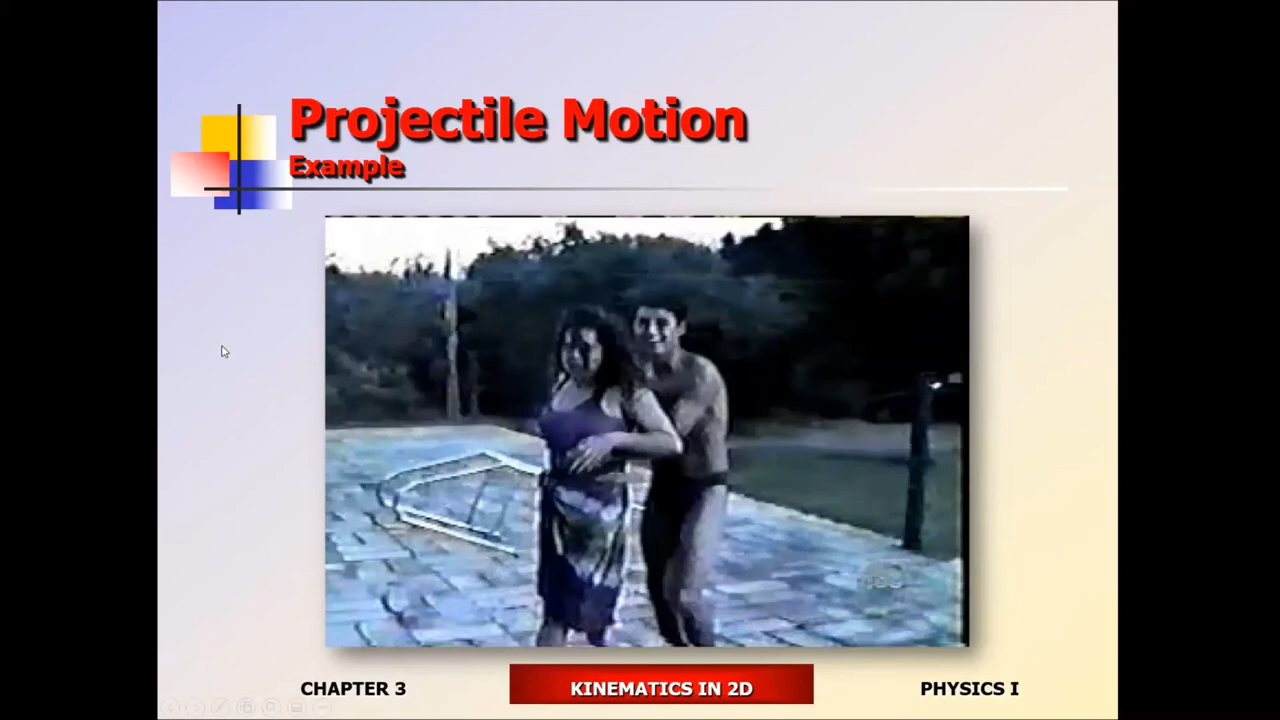 Projectile Motion
Example
CHAPTER 3
KINEMATICS IN 2D
PHYSICS I